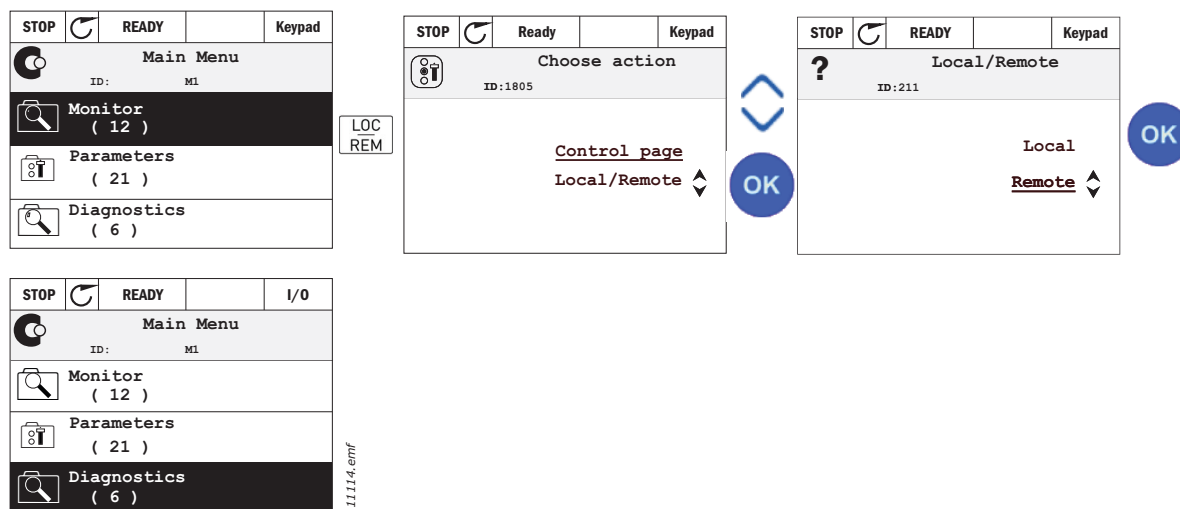 STOP READY Keypad
Main Menu
ID: M1
Monitor
( 12 )
Parameters
( 21 )
Diagnostics
( 6 )
LOC
REM
STOP Ready Keypad
Choose action
ID:1805
Control page
Local/Remote
OK
STOP READY Keypad
?
Local/Remote
ID:211
Local
Remote
OK
STOP READY I/0
Main Menu
ID: M1
Monitor
( 12 )
Parameters
( 21 )
Diagnostics
( 6 )
11114.emf